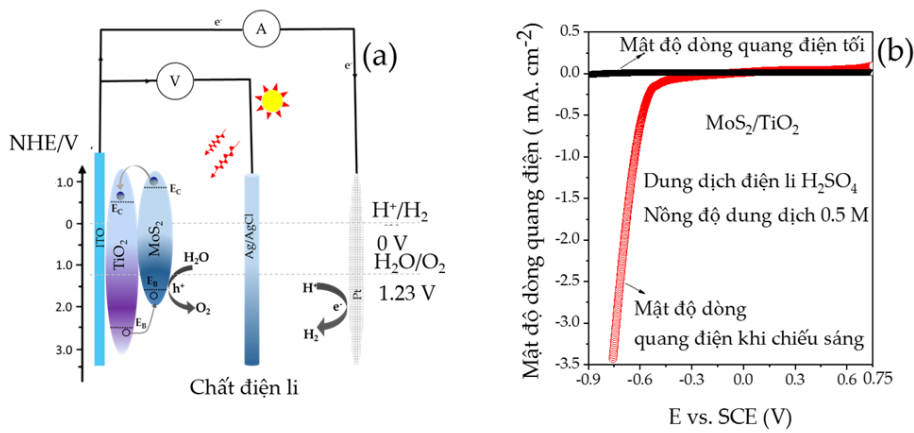 e-
A
(a)
e-
V
NHE/V
1.0
0
1.0
2.0
3.0
ITO
TiO2
EC
EB
MoS2
EC
EB
H2O
h+
O2
Ag/AgCl
H+/H2
0 V
H2O/O2
1.23 V
H+
e-
H2
Pt
Chất điện li
(b)
Mật độ dòng quang điện ( mA. cm-2)
0.5
0.0
-0.5
-1.0
-1.5
-2.0
-2.5
-3.0
-3.5
Mật độ dòng quang điện tối
MoS2/TiO2
Dung dịch điện li H2SO4
Nồng độ dung dịch 0.5 M
Mật độ dòng
quang điện khi chiếu sáng
-0.9 -0.6 -0.3 0.0 0.3 0.6 0.75
E vs. SCE (V)